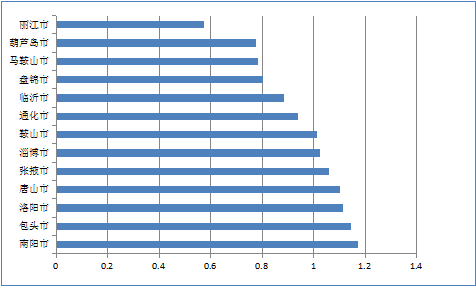 丽江市
葫芦岛市
马鞍山市
盘锦市
临沂市
通化市
鞍山市
淄博市
张掖市
唐山市
洛阳市
包头市
南阳市
0 0.2 0.4 0.6 0.8 1 1.2 1.4